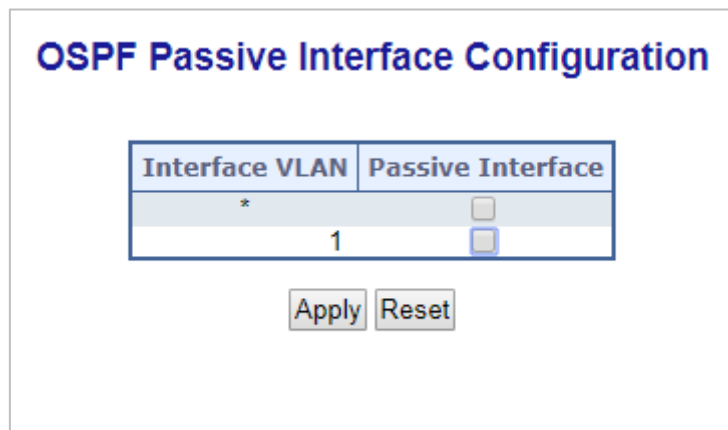 OSPF Passive Interface Configuration
Interface VLAN Passive Interface
*
1
Apply Reset